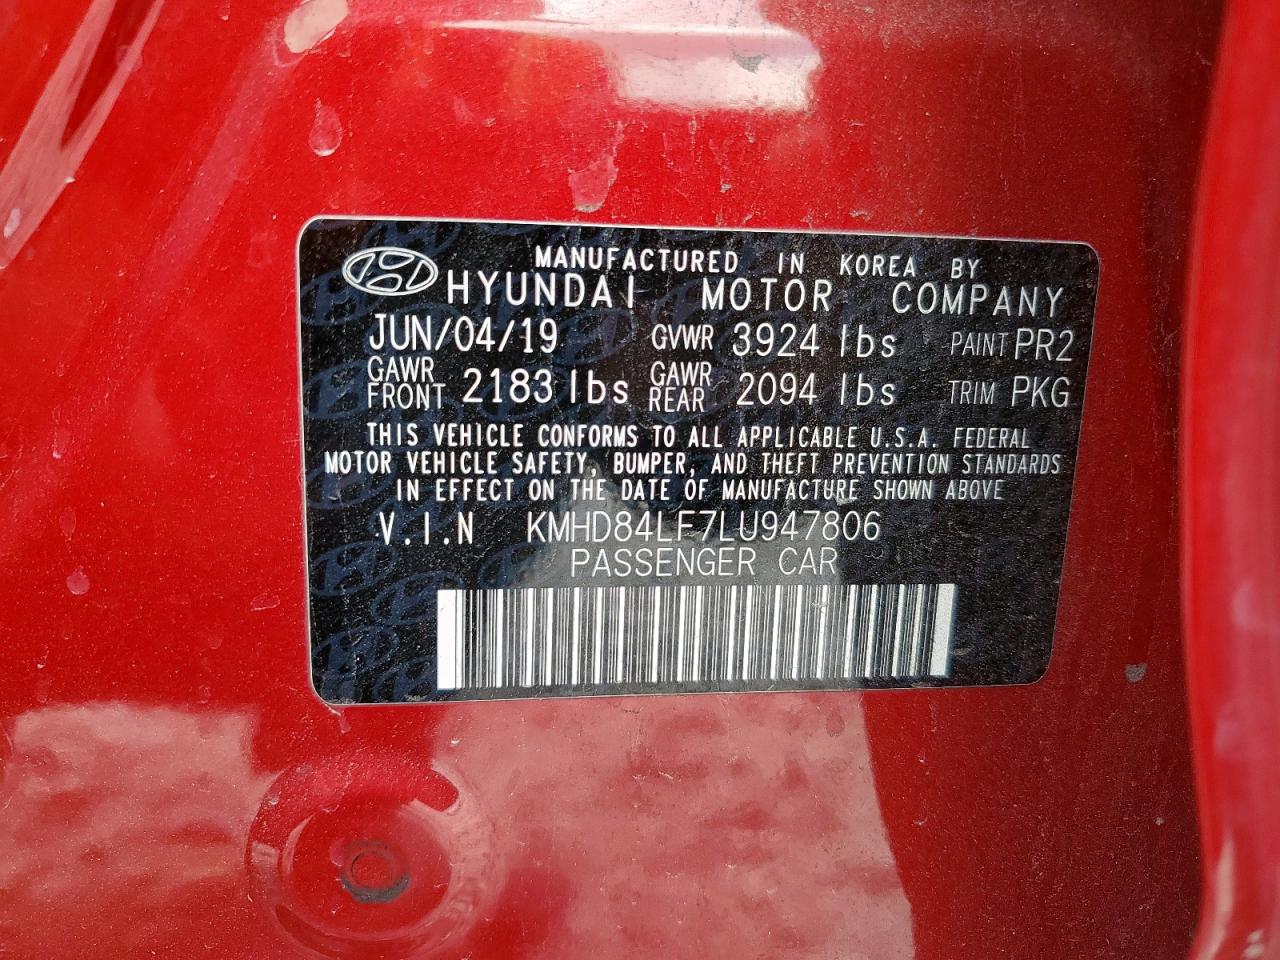 MANUFACTURED IN KOREA BY
HYUNDAI MOTOR COMPANY
JUN/04/19 GVWR 3924 lbs PAINT PR2
GAWR FRONT 2183 lbs GAWR REAR 2094 lbs TRIM PKG
THIS VEHICLE CONFORMS TO ALL APPLICABLE U.S.A. FEDERAL
MOTOR VEHICLE SAFETY, BUMPER, AND THEFT PREVENTION STANDARDS
IN EFFECT ON THE DATE OF MANUFACTURE SHOWN ABOVE
V.I.N KMHD84LF7LU947806
PASSENGER CAR